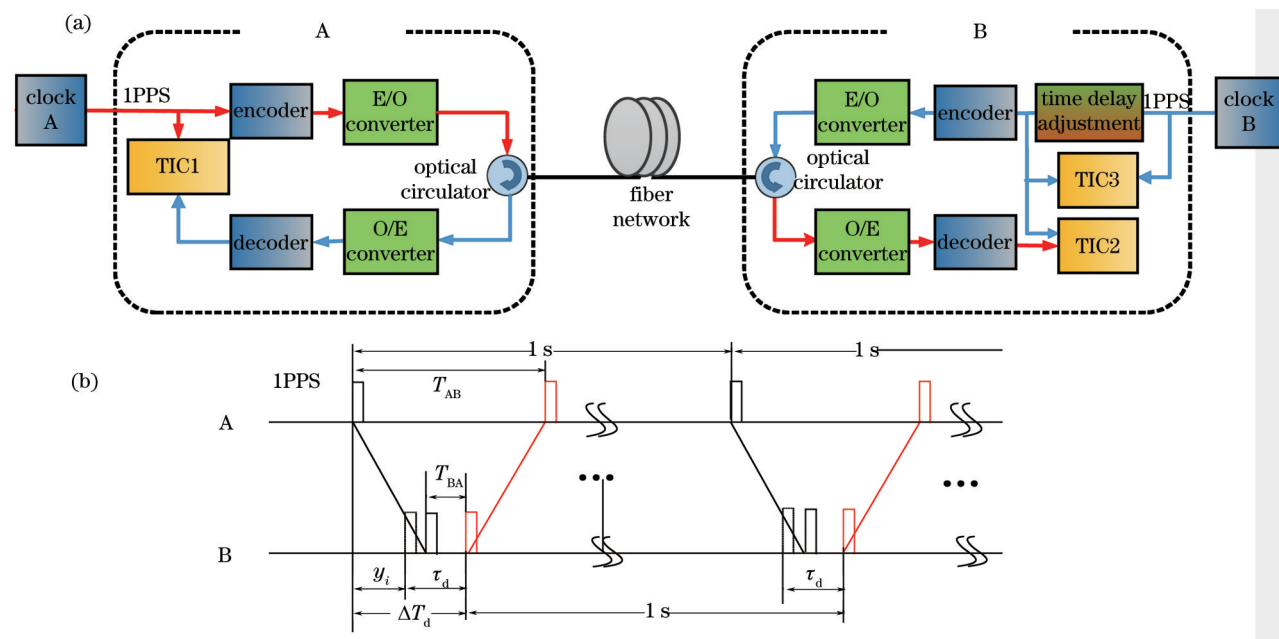 (a)
A
B
clock
A
1PPS
encoder
E/O
converter
TIC1
optical
circulator
decoder
O/E
converter
fiber
network
E/O
converter
encoder
time delay
adjustment
1PPS
clock
B
optical
circulator
TIC3
O/E
converter
decoder
TIC2
(b)
1 s
1 s
1PPS
T_AB
A
T_BA
•••
•••
B
y_i
τ_d
τ_d
ΔT_d
1 s